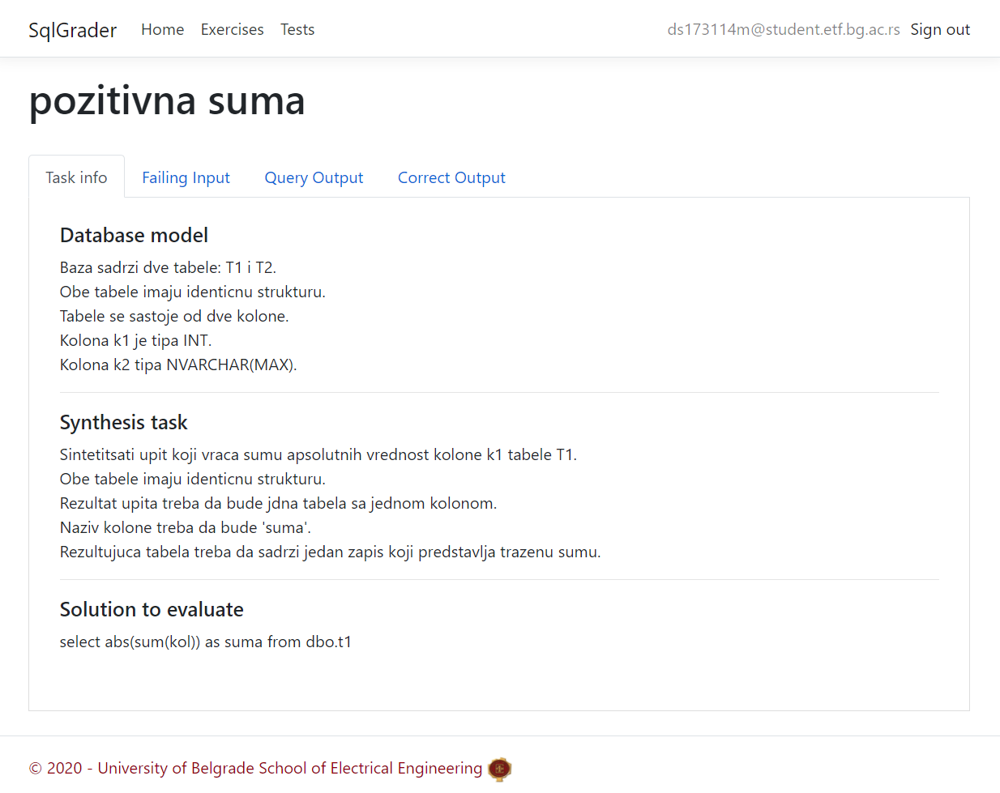 SqlGrader Home Exercises Tests ds173114m@student.etf.bg.ac.rs Sign out
pozitivna suma
Task info Failing Input Query Output Correct Output
Database model
Baza sadrzi dve tabele: T1 i T2.
Obe tabele imaju identicnu strukturu.
Tabele se sastoje od dve kolone.
Kolona k1 je tipa INT.
Kolona k2 tipa NVARCHAR(MAX).
Synthesis task
Sintetitsati upit koji vraca sumu apsolutnih vrednost kolone k1 tabele T1.
Obe tabele imaju identicnu strukturu.
Rezultat upita treba da bude jdna tabela sa jednom kolonom.
Naziv kolone treba da bude 'suma'.
Rezultujuca tabela treba da sadrzi jedan zapis koji predstavlja trazenu sumu.
Solution to evaluate
select abs(sum(kol)) as suma from dbo.t1
© 2020 - University of Belgrade School of Electrical Engineering